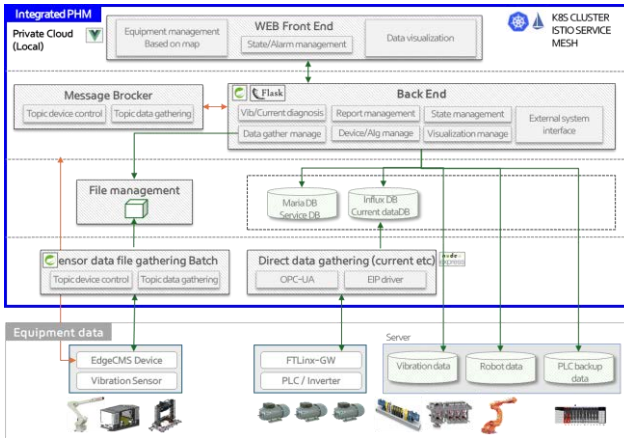 Integrated PHM
Private Cloud
(Local)
WEB Front End
Equipment management
Based on map
State/Alarm management
Data visualization
K8S CLUSTER
ISTIO SERVICE
MESH
Message Brocker
Topic device control
Topic data gathering
Flask
Back End
Vib/Current diagnosis
Report management
State management
External system
interface
Data gather manage
Device/Alg manage
Visualization manage
File management
Maria DB
Service DB
Influx DB
Current dataDB
ensor data file gathering Batch
Topic device control
Topic data gathering
Direct data gathering (current etc)
node
OPC-UA
EIP driver
Equipment data
EdgeCMS Device
Vibration Sensor
FTLinx-GW
PLC / Inverter
Server
Vibration data
Robot data
PLC backup
data